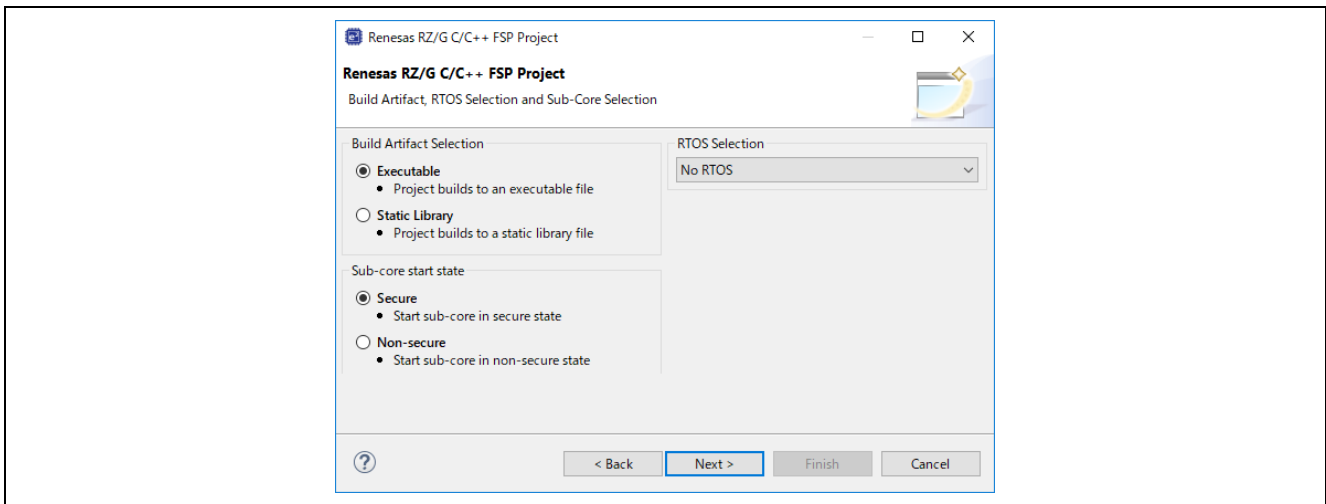 Renesas RZ/G C/C++ FSP Project
Renesas RZ/G C/C++ FSP Project
Build Artifact, RTOS Selection and Sub-Core Selection
Build Artifact Selection
Executable
• Project builds to an executable file
Static Library
• Project builds to a static library file
Sub-core start state
Secure
• Start sub-core in secure state
Non-secure
• Start sub-core in non-secure state
RTOS Selection
No RTOS
?
< Back
Next >
Finish
Cancel